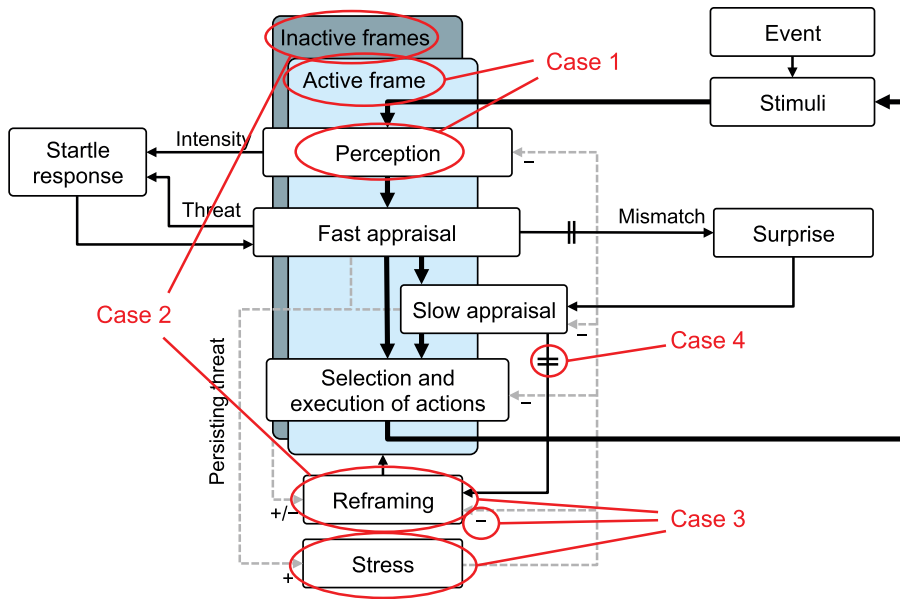 Inactive frames
Event
Active frame
Case 1
Stimuli
Intensity
Perception
–
Startle
response
Threat
Fast appraisal
Mismatch
Surprise
Case 2
Slow appraisal
–
Case 4
Persisting threat
Selection and
execution of actions
–
Reframing
+/–
–
Case 3
Stress
+